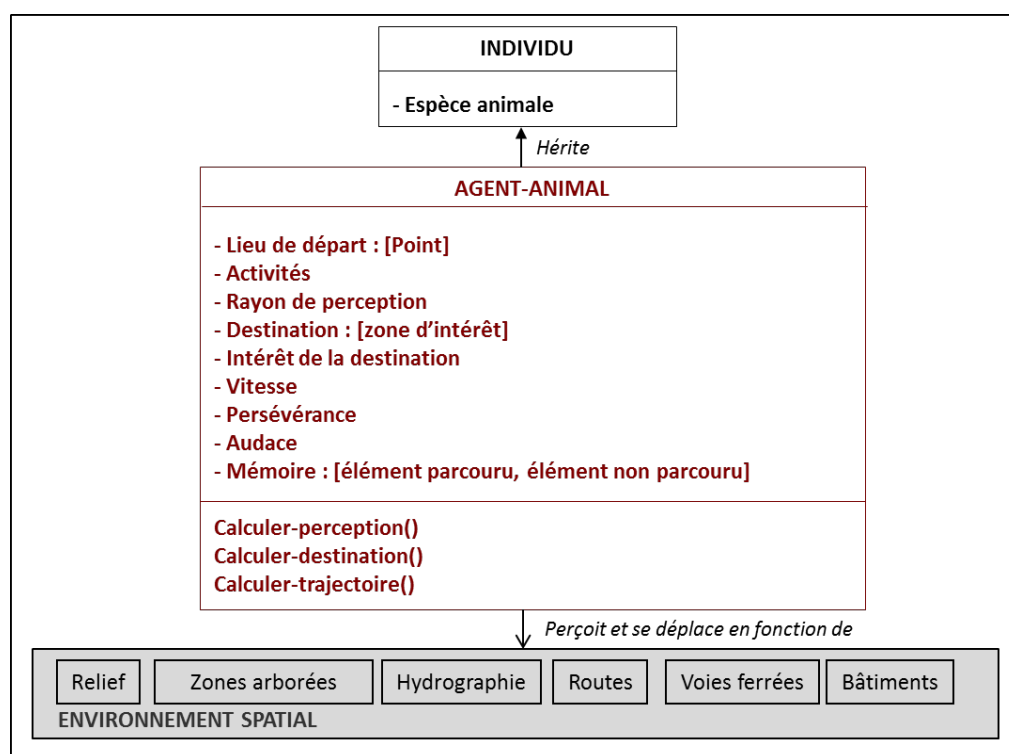 INDIVIDU
- Espèce animale
Hérite
AGENT-ANIMAL
- Lieu de départ : [Point]
- Activités
- Rayon de perception
- Destination : [zone d'intérêt]
- Intérêt de la destination
- Vitesse
- Persévérance
- Audace
- Mémoire : [élément parcouru, élément non parcouru]
Calculer-perception()
Calculer-destination()
Calculer-trajectoire()
Perçoit et se déplace en fonction de
Relief Zones arborées Hydrographie Routes Voies ferrées Bâtiments
ENVIRONNEMENT SPATIAL